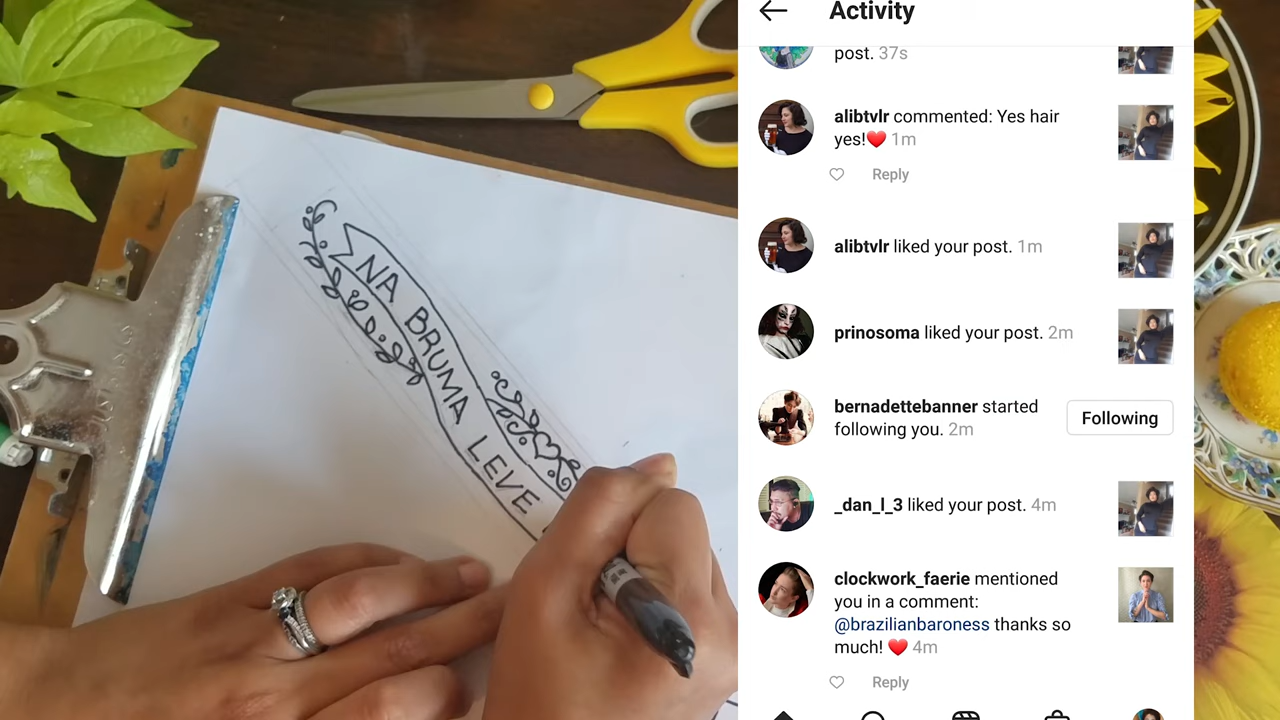 NA BRUMA LEVE
Activity
post. 37s
alibtvlr commented: Yes hair
yes!❤️ 1m
Reply
alibtvlr liked your post. 1m
prinosoma liked your post. 2m
bernadettebanner started
following you. 2m
Following
_dan_l_3 liked your post. 4m
clockwork_faerie mentioned
you in a comment:
@brazilianbaroness thanks so
much! ❤️ 4m
Reply